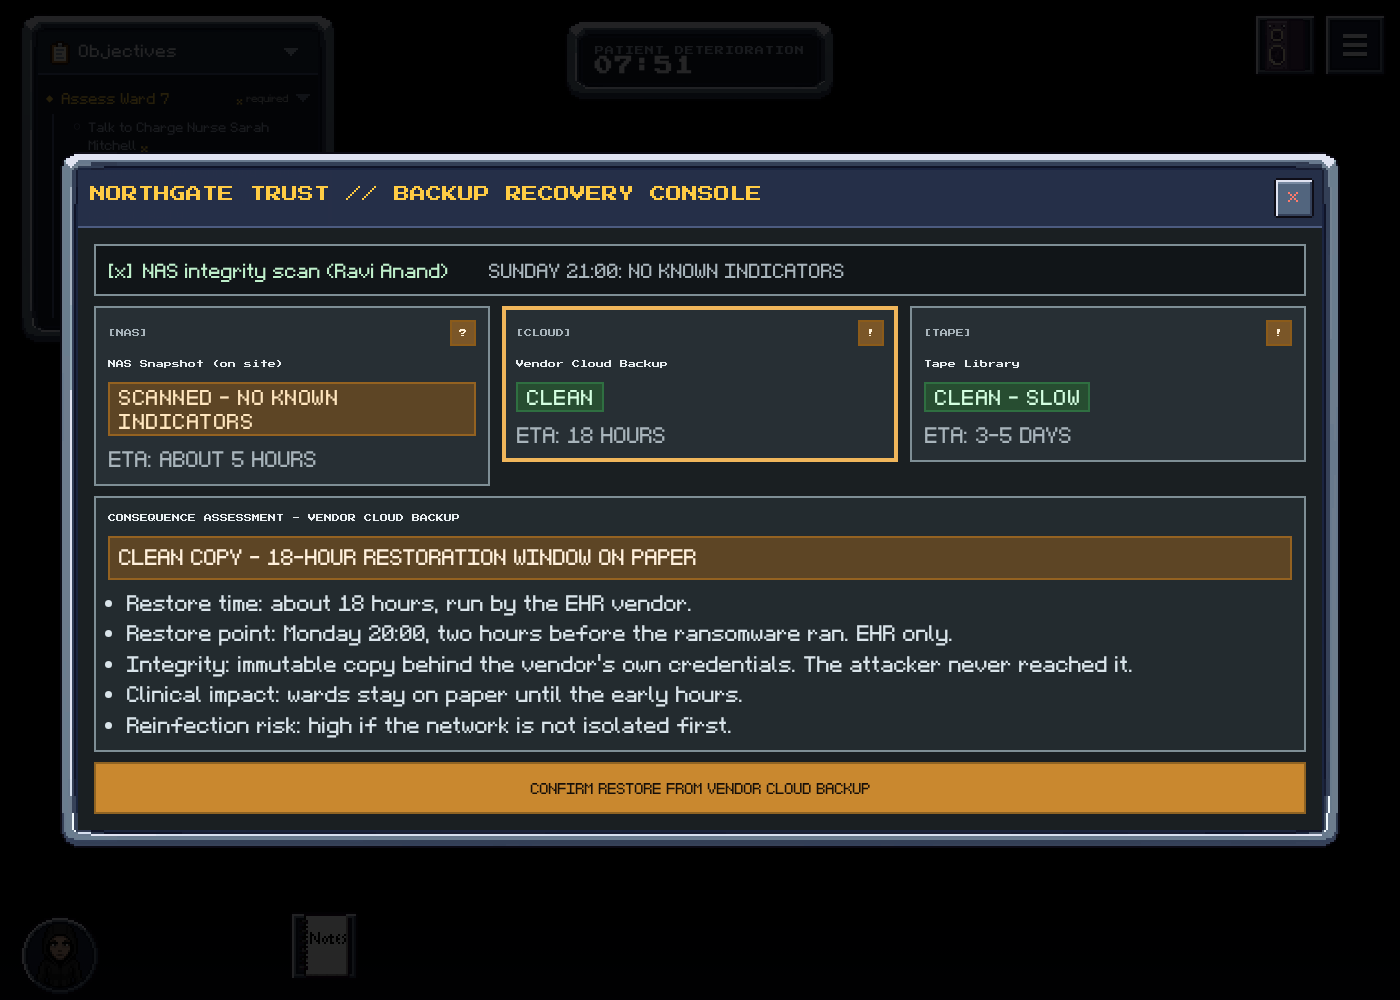 Objectives
PATIENT DETERIORATION
07:51
Assess Ward 7
x required
Talk to Charge Nurse Sarah
Mitchell x
NORTHGATE TRUST // BACKUP RECOVERY CONSOLE
[x] NAS integrity scan (Ravi Anand)
SUNDAY 21:00: NO KNOWN INDICATORS
[NAS]
?
NAS Snapshot (on site)
SCANNED - NO KNOWN
INDICATORS
ETA: ABOUT 5 HOURS
[CLOUD]
!
Vendor Cloud Backup
CLEAN
ETA: 18 HOURS
[TAPE]
!
Tape Library
CLEAN - SLOW
ETA: 3-5 DAYS
CONSEQUENCE ASSESSMENT - VENDOR CLOUD BACKUP
CLEAN COPY - 18-HOUR RESTORATION WINDOW ON PAPER
• Restore time: about 18 hours, run by the EHR vendor.
• Restore point: Monday 20:00, two hours before the ransomware ran. EHR only.
• Integrity: immutable copy behind the vendor's own credentials. The attacker never reached it.
• Clinical impact: wards stay on paper until the early hours.
• Reinfection risk: high if the network is not isolated first.
CONFIRM RESTORE FROM VENDOR CLOUD BACKUP
Notes